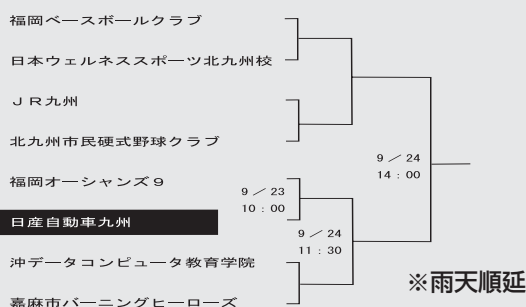 福岡ベースボールクラブ
日本ウェルネススポーツ北九州校
ＪＲ九州
北九州市民硬式野球クラブ
9／24
14：00
福岡オーシャンズ9
9／23
10：00
日産自動車九州
9／24
11：30
沖データコンピュータ教育学院
※雨天順延
嘉麻市バーニングヒーローズ